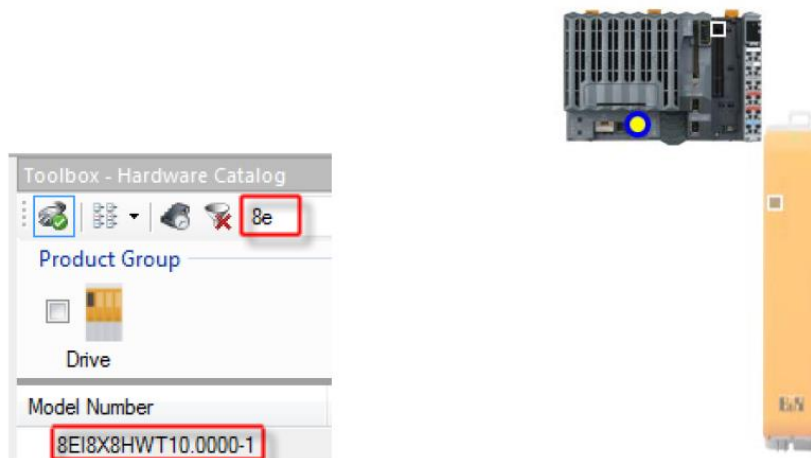 Toolbox - Hardware Catalog
8e
Product Group
Drive
Model Number
8EI8X8HWT10.0000-1